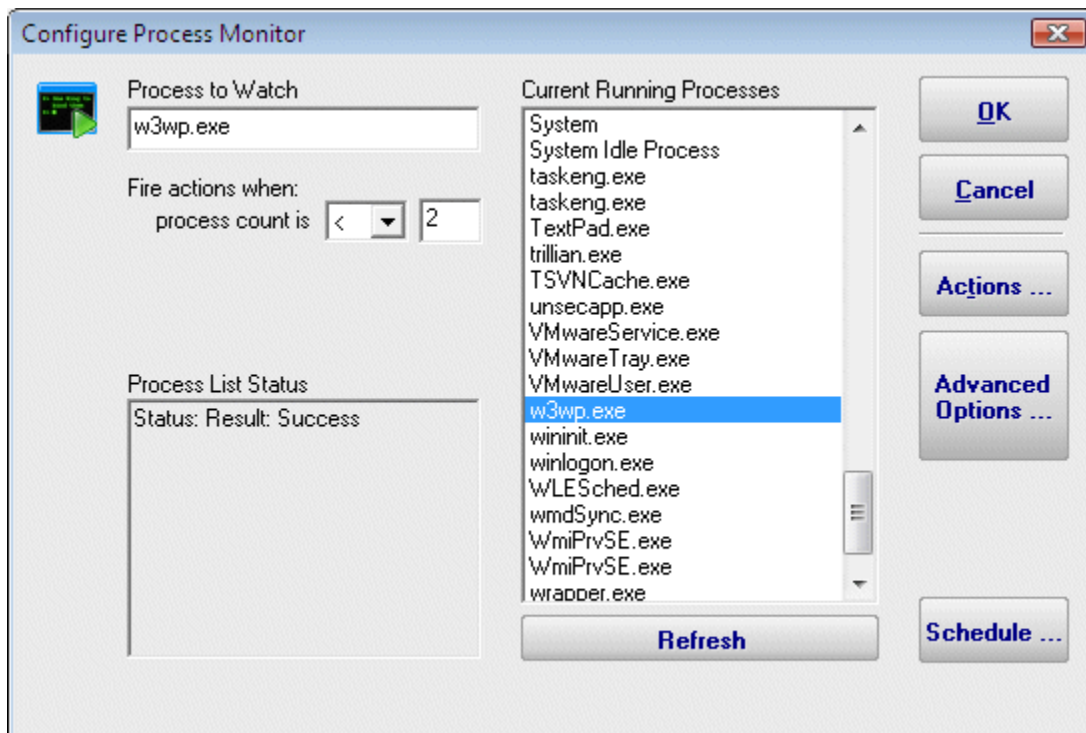 Configure Process Monitor
Process to Watch
w3wp.exe
Fire actions when:
process count is < 2
Process List Status
Status: Result: Success
Current Running Processes
System
System Idle Process
taskeng.exe
taskeng.exe
TextPad.exe
trillian.exe
TSVNCache.exe
unsecapp.exe
VMwareService.exe
VMwareTray.exe
VMwareUser.exe
w3wp.exe
wininit.exe
winlogon.exe
WLESched.exe
wmdSync.exe
WmiPrvSE.exe
WmiPrvSE.exe
wrapper.exe
Refresh
OK
Cancel
Actions ...
Advanced
Options ...
Schedule ...